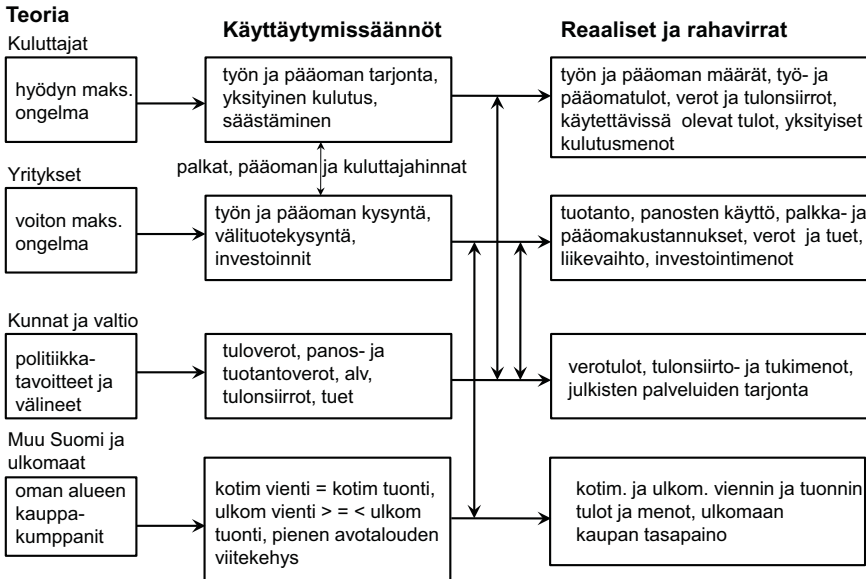 Teoria
Käyttäytymissäännöt
Reaaliset ja rahavirrat
Kuluttajat
hyödyn maks.
ongelma
työn ja pääoman tarjonta,
yksityinen kulutus,
säästäminen
työn ja pääoman määrät, työ- ja
pääomatulot, verot ja tulonsiirrot,
käytettävissä olevat tulot, yksityiset
kulutusmenot
palkat, pääoman ja kuluttajahinnat
Yritykset
voiton maks.
ongelma
työn ja pääoman kysyntä,
välituotekysyntä,
investoinnit
tuotanto, panosten käyttö, palkka- ja
pääomakustannukset, verot ja tuet,
liikevaihto, investointimenot
Kunnat ja valtio
politiikka-
tavoitteet ja
välineet
tuloverot, panos- ja
tuotantoverot, alv,
tulonsiirrot, tuet
verotulot, tulonsiirto- ja tukimenot,
julkisten palveluiden tarjonta
Muu Suomi ja
ulkomaat
oman alueen
kauppa-
kumppanit
kotim vienti = kotim tuonti,
ulkom vienti > = < ulkom
tuonti, pienen avotalouden
viitekehys
kotim. ja ulkom. viennin ja tuonnin
tulot ja menot, ulkomaan
kaupan tasapaino